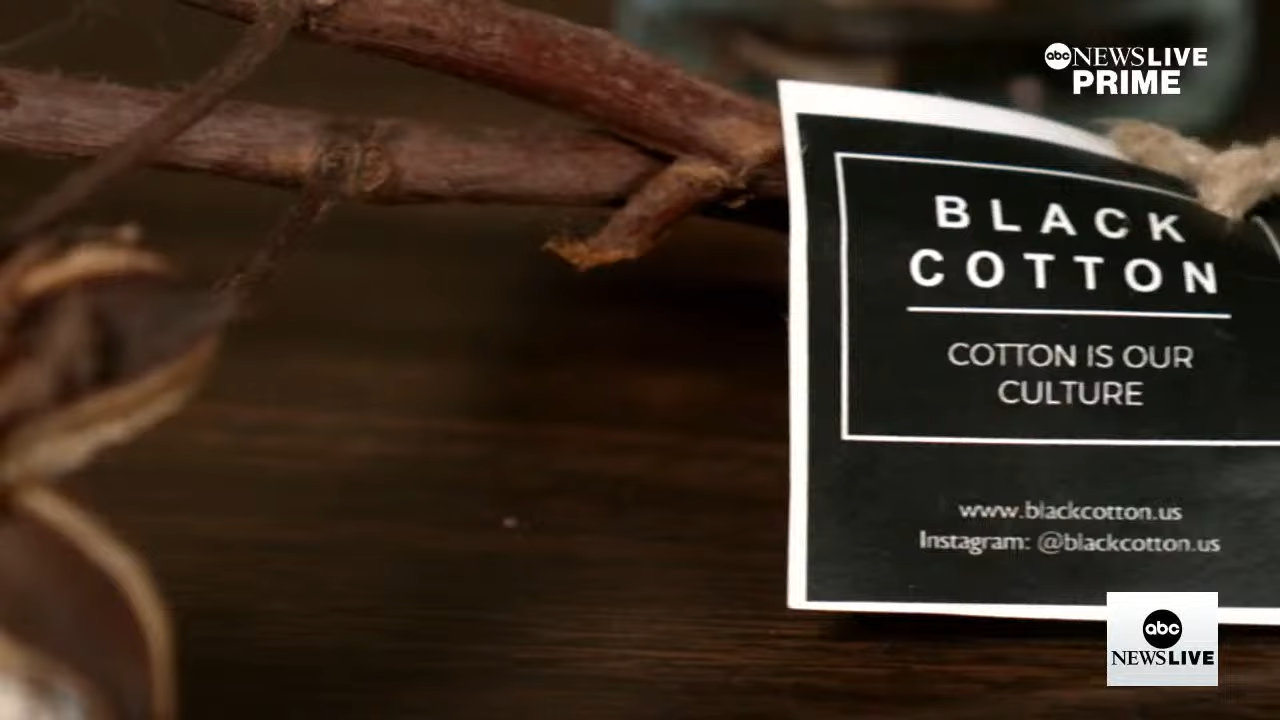 abc NEWS LIVE
PRIME
BLACK
COTTON
COTTON IS OUR
CULTURE
www.blackcotton.us
Instagram: @blackcotton.us
abc
NEWS LIVE